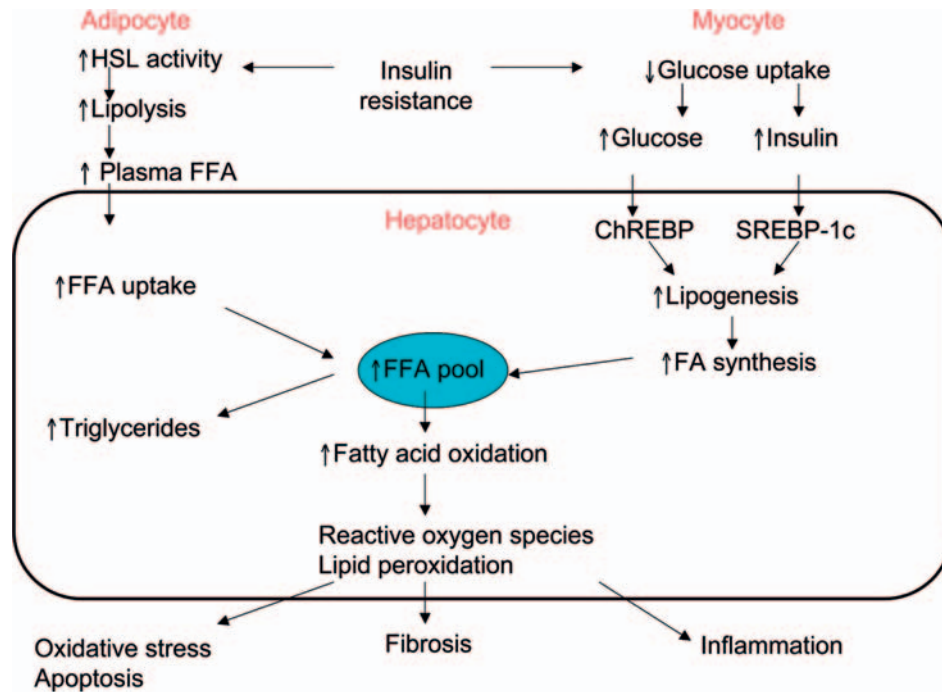 Adipocyte
Myocyte
↑HSL activity
Insulin
resistance
↓Glucose uptake
↑Lipolysis
↑Glucose
↑Insulin
↑ Plasma FFA
Hepatocyte
ChREBP
SREBP-1c
↑FFA uptake
↑Lipogenesis
↑FFA pool
↑FA synthesis
↑Triglycerides
↑Fatty acid oxidation
Reactive oxygen species
Lipid peroxidation
Oxidative stress
Apoptosis
Fibrosis
Inflammation